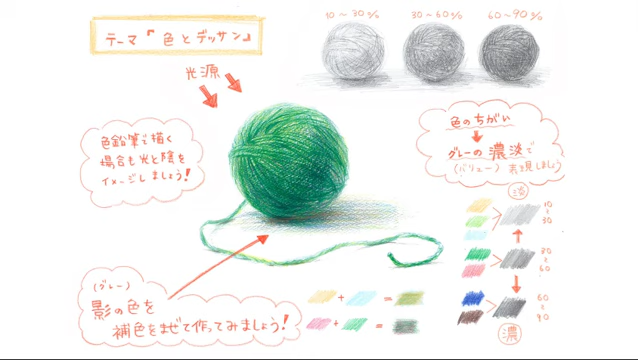 テーマ『色とデッサン』
10〜30%
30〜60%
60〜90%
光源
色鉛筆で描く
場合も光と陰を
イメージしましょう!
色のちがい
グレーの濃淡で
(バリュー)表現しましょう
淡
10
〜
30
30
〜
60
60
〜
90
濃
(グレー)
影の色を
補色をまぜて作ってみましょう!
+
=
+
=